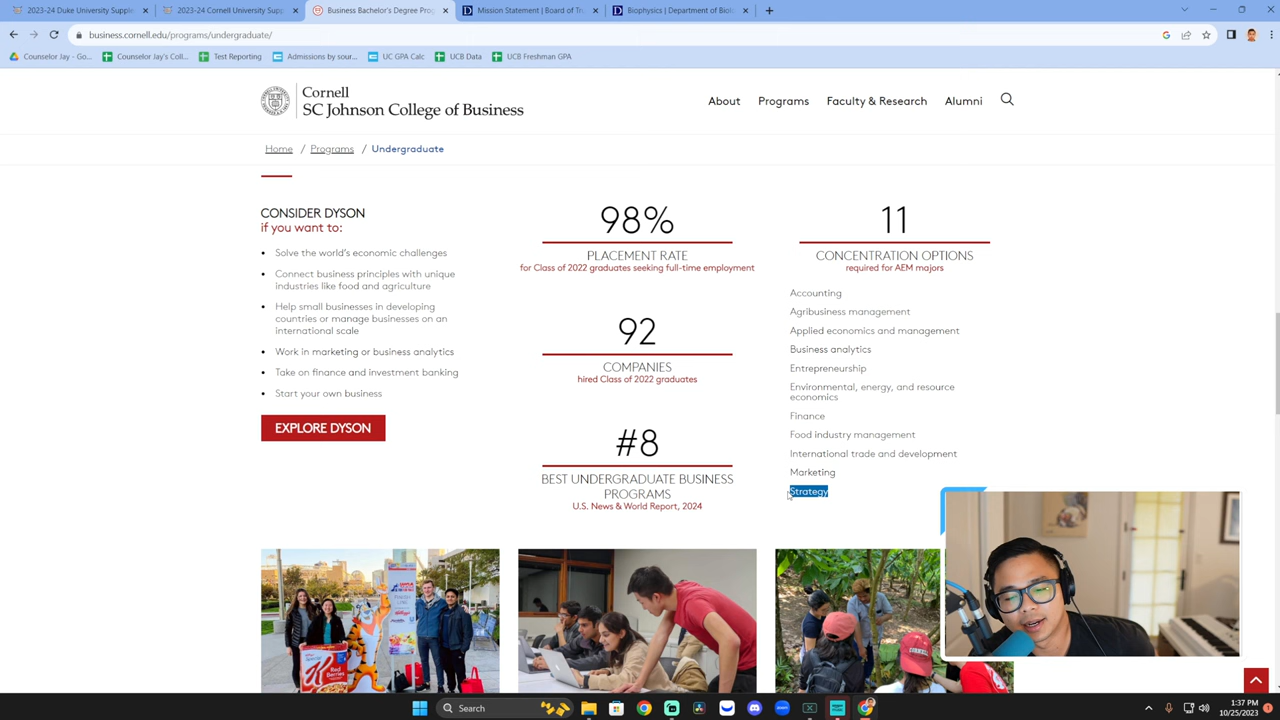 2023-24 Duke University Supple
2023-24 Cornell University Supp
Business Bachelor's Degree Prog
Mission Statement | Board of Tru
Biophysics | Department of Bio
business.cornell.edu/programs/undergraduate/
Counselor Jay - Go...
Counselor Jay's Coll...
Test Reporting
Admissions by sour...
UC GPA Calc
UCB Data
UCB Freshman GPA
Cornell
SC Johnson College of Business
About
Programs
Faculty & Research
Alumni
Home / Programs / Undergraduate
CONSIDER DYSON
if you want to:
Solve the world's economic challenges
Connect business principles with unique
industries like food and agriculture
Help small businesses in developing
countries or manage businesses on an
international scale
Work in marketing or business analytics
Take on finance and investment banking
Start your own business
EXPLORE DYSON
98%
PLACEMENT RATE
for Class of 2022 graduates seeking full-time employment
92
COMPANIES
hired Class of 2022 graduates
#8
BEST UNDERGRADUATE BUSINESS
PROGRAMS
U.S. News & World Report, 2024
11
CONCENTRATION OPTIONS
required for AEM majors
Accounting
Agribusiness management
Applied economics and management
Business analytics
Entrepreneurship
Environmental, energy, and resource
economics
Finance
Food industry management
International trade and development
Marketing
Strategy
Search
1:37 PM
10/25/2023